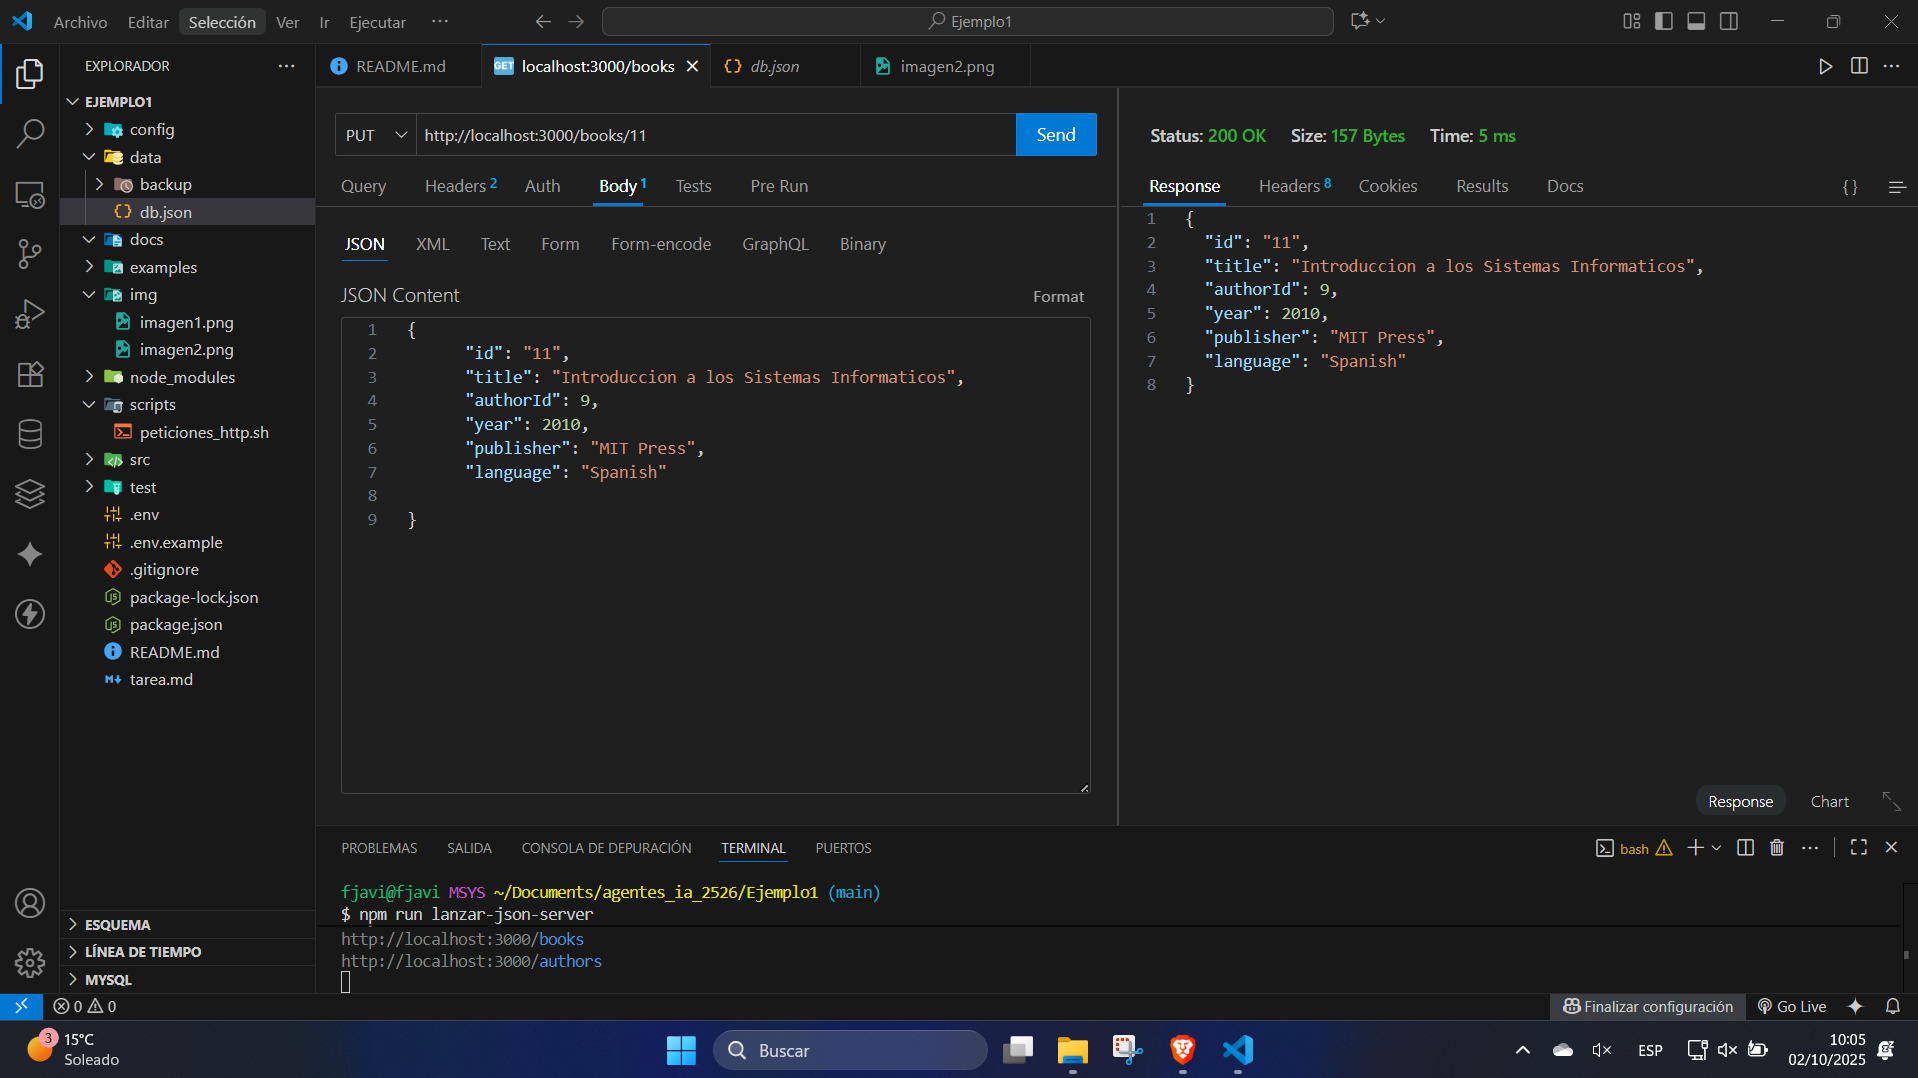 Archivo Editar Selección Ver Ir Ejecutar ···
Ejemplo1
EXPLORADOR
EJEMPLO1
config
data
backup
db.json
docs
examples
img
imagen1.png
imagen2.png
node_modules
scripts
peticiones_http.sh
src
test
.env
.env.example
.gitignore
package-lock.json
package.json
README.md
tarea.md
ESQUEMA
LÍNEA DE TIEMPO
MYSQL
README.md
GET localhost:3000/books
db.json
imagen2.png
PUT http://localhost:3000/books/11 Send
Query Headers 2 Auth Body 1 Tests Pre Run
JSON XML Text Form Form-encode GraphQL Binary
JSON Content Format
1 {
2 "id": "11",
3 "title": "Introduccion a los Sistemas Informaticos",
4 "authorId": 9,
5 "year": 2010,
6 "publisher": "MIT Press",
7 "language": "Spanish"
8
9 }
Status: 200 OK Size: 157 Bytes Time: 5 ms
Response Headers 8 Cookies Results Docs { }
1 {
2 "id": "11",
3 "title": "Introduccion a los Sistemas Informaticos",
4 "authorId": 9,
5 "year": 2010,
6 "publisher": "MIT Press",
7 "language": "Spanish"
8 }
Response Chart
PROBLEMAS SALIDA CONSOLA DE DEPURACIÓN TERMINAL PUERTOS
bash
fjavi@fjavi MSYS ~/Documents/agentes_ia_2526/Ejemplo1 (main)
$ npm run lanzar-json-server
http://localhost:3000/books
http://localhost:3000/authors
0 0
Finalizar configuración Go Live
3 15°C
Soleado
Buscar
ESP
10:05
02/10/2025